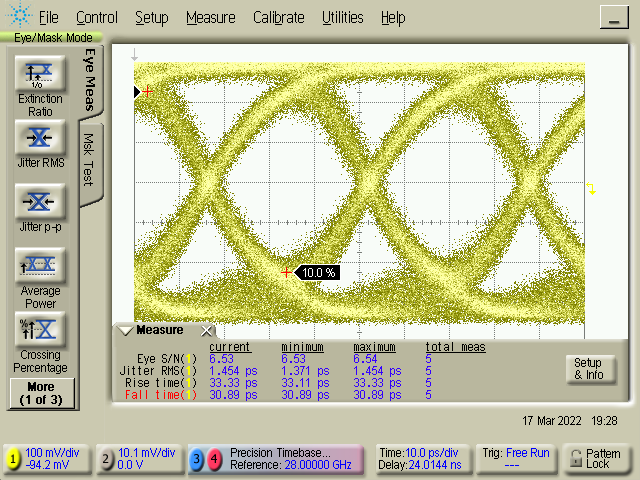 File Control Setup Measure Calibrate Utilities Help
Eye/Mask Mode
Eye Meas
Msk Test
1/0
Extinction
Ratio
Jitter RMS
Jitter p-p
Average
Power
%
Crossing
Percentage
More
(1 of 3)
10.0 %
Measure
current minimum maximum total meas
Eye S/N(1) 6.53 6.53 6.54 5
Jitter RMS(1) 1.454 ps 1.371 ps 1.454 ps 5
Rise time(1) 33.33 ps 33.11 ps 33.33 ps 5
Fall time(1) 30.89 ps 30.89 ps 30.89 ps 5
Setup
& Info
17 Mar 2022 19:28
1 100 mV/div
-94.2 mV
2 10.1 mV/div
0.0 V
3 4 Precision Timebase...
Reference: 28.00000 GHz
Time:10.0 ps/div
Delay:24.0144 ns
Trig: Free Run
---
Pattern
Lock